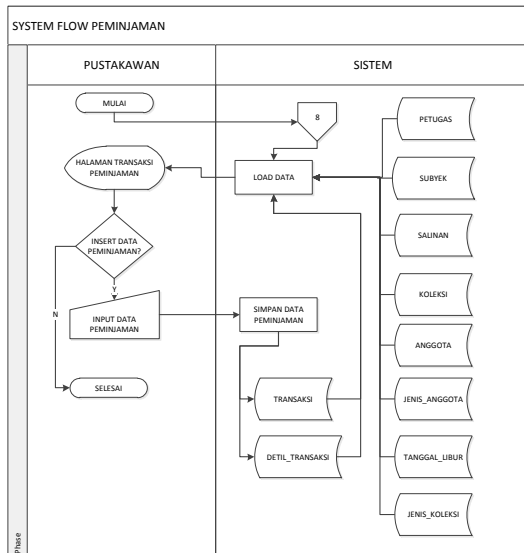 SYSTEM FLOW PEMINJAMAN
PUSTAKAWAN
SISTEM
MULAI
8
PETUGAS
HALAMAN TRANSAKSI
PEMINJAMAN
LOAD DATA
SUBYEK
INSERT DATA
PEMINJAMAN?
SALINAN
Y
N
INPUT DATA
PEMINJAMAN
SIMPAN DATA
PEMINJAMAN
KOLEKSI
ANGGOTA
SELESAI
TRANSAKSI
JENIS_ANGGOTA
DETIL_TRANSAKSI
TANGGAL_LIBUR
JENIS_KOLEKSI
Phase